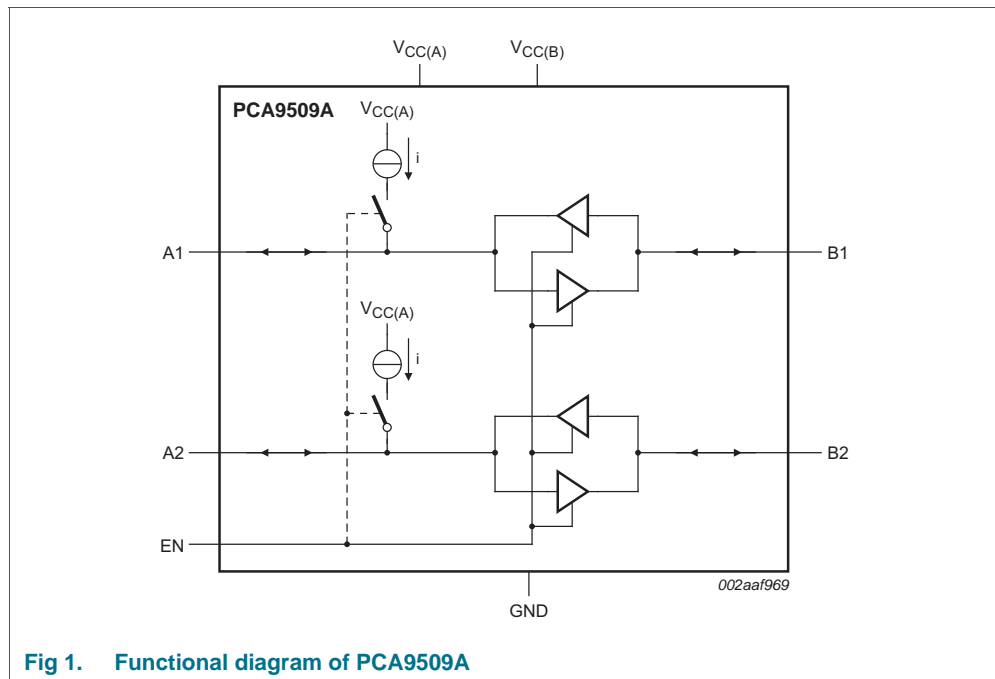 VCC(A) VCC(B)
PCA9509A
VCC(A)
i
A1 B1
VCC(A)
i
A2 B2
EN
002aaf969
GND
Fig 1. Functional diagram of PCA9509A